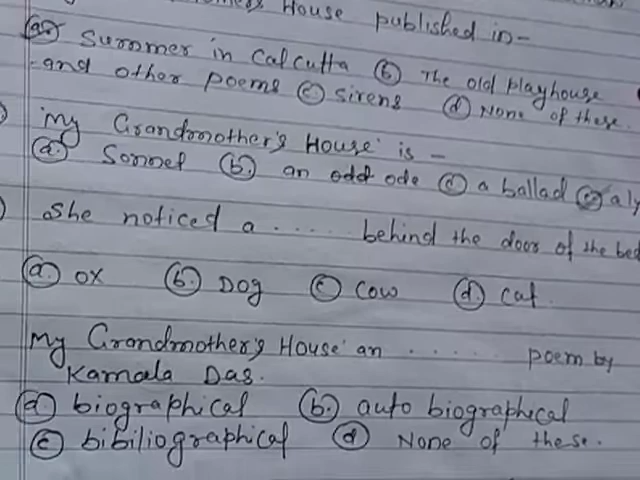 House published in-
(a) Summer in Calcutta (b) The old playhouse
and other poems (c) Sirens (d) None of these.
My Grandmother's House is -
(a) Sonnet (b) an ode (c) a ballad
She noticed a ..... behind the door of the bed
(a) ox (b) Dog (c) cow (d) cat.
My Grandmother's House an ..... poem by
Kamala Das.
(a) biographical (b) auto biographical
(c) bibiliographical (d) None of these.